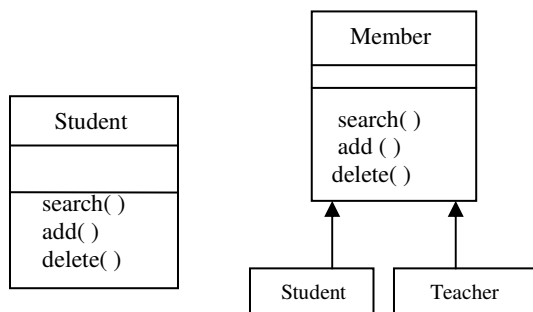 Student
search( )
add( )
delete( )
Member
search( )
add ( )
delete( )
Student
Teacher